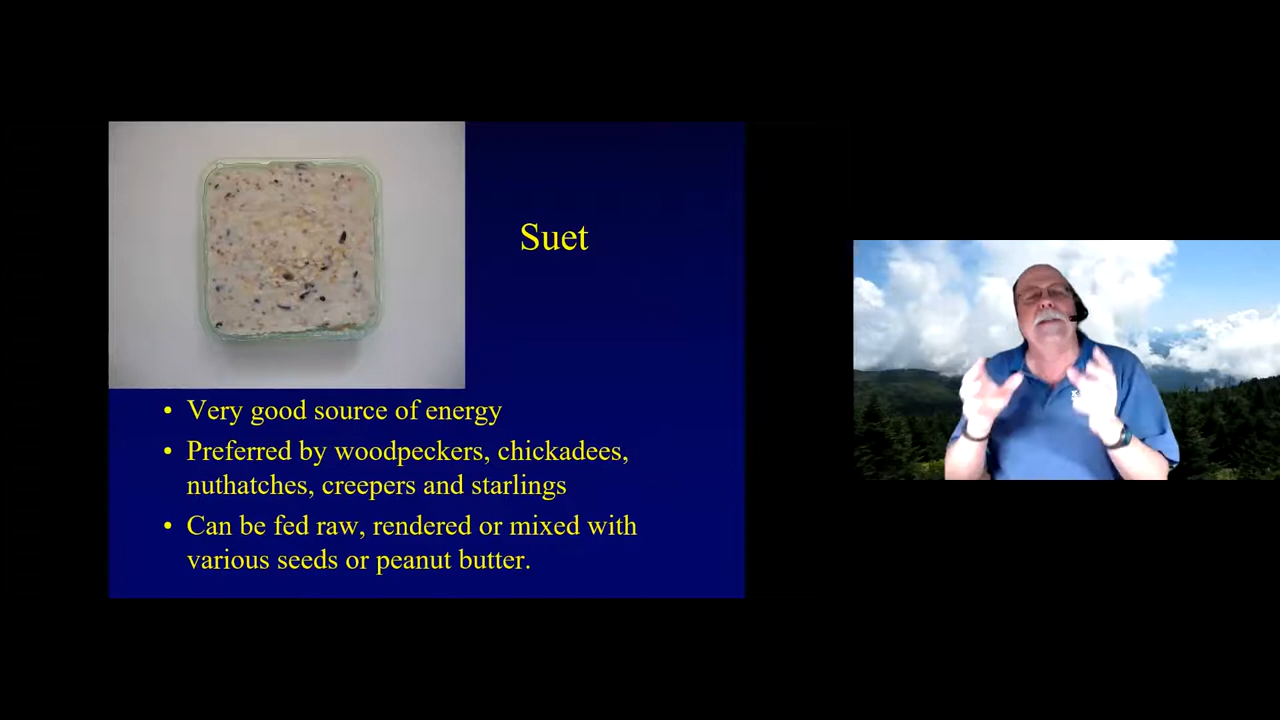 Suet
• Very good source of energy
• Preferred by woodpeckers, chickadees,
nuthatches, creepers and starlings
• Can be fed raw, rendered or mixed with
various seeds or peanut butter.